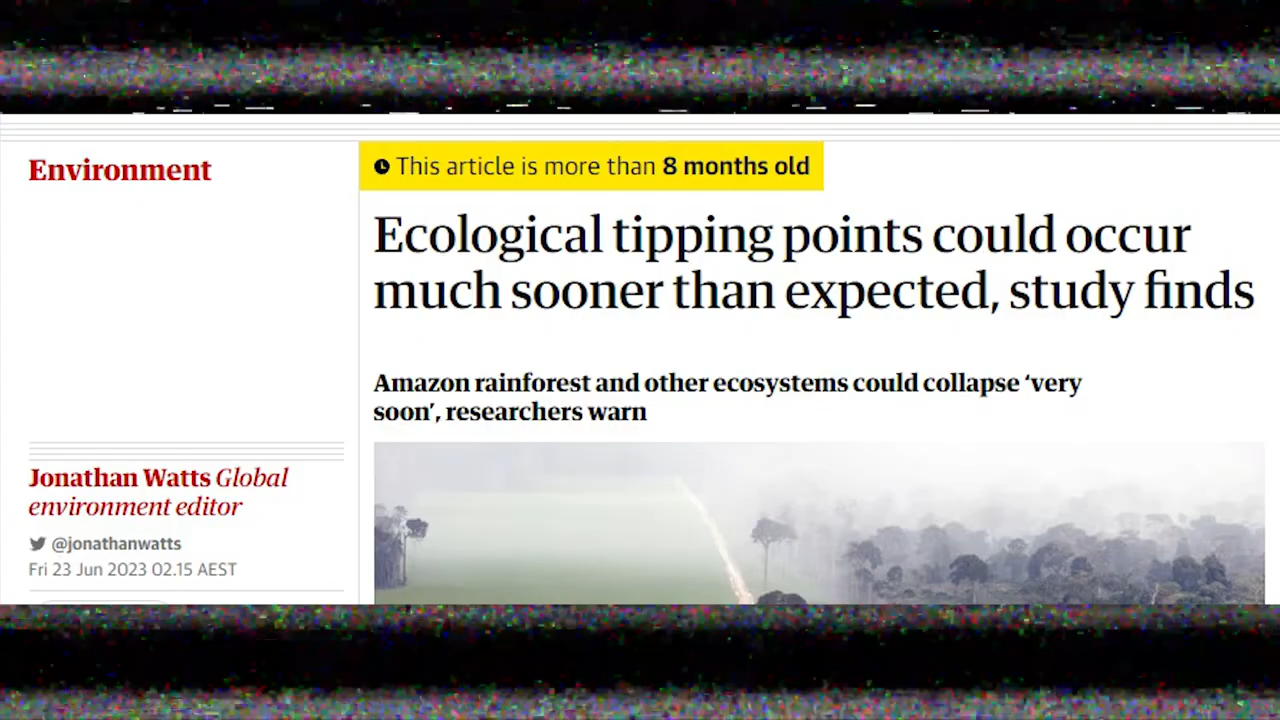 Environment
This article is more than 8 months old
Ecological tipping points could occur
much sooner than expected, study finds
Amazon rainforest and other ecosystems could collapse ‘very
soon’, researchers warn
Jonathan Watts Global
environment editor
@jonathanwatts
Fri 23 Jun 2023 02.15 AEST